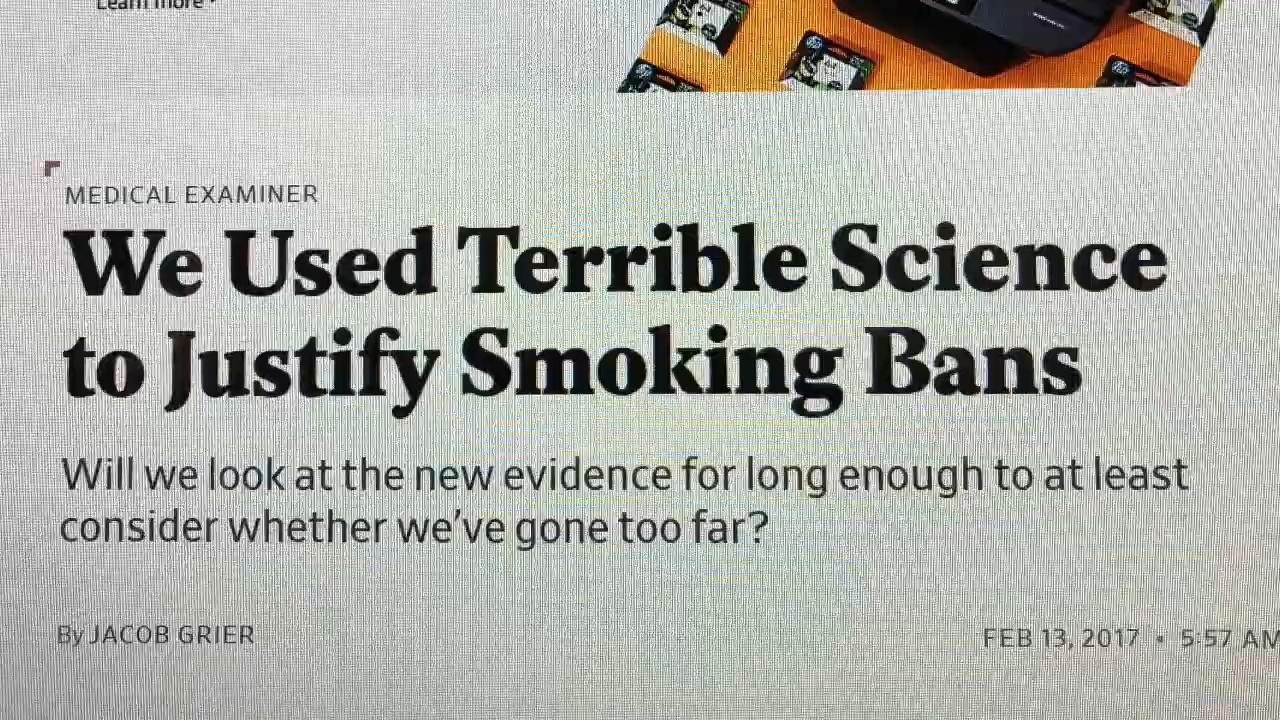 Learn more
MEDICAL EXAMINER
We Used Terrible Science
to Justify Smoking Bans
Will we look at the new evidence for long enough to at least
consider whether we've gone too far?
By JACOB GRIER
FEB 13, 2017 • 5:57 AM